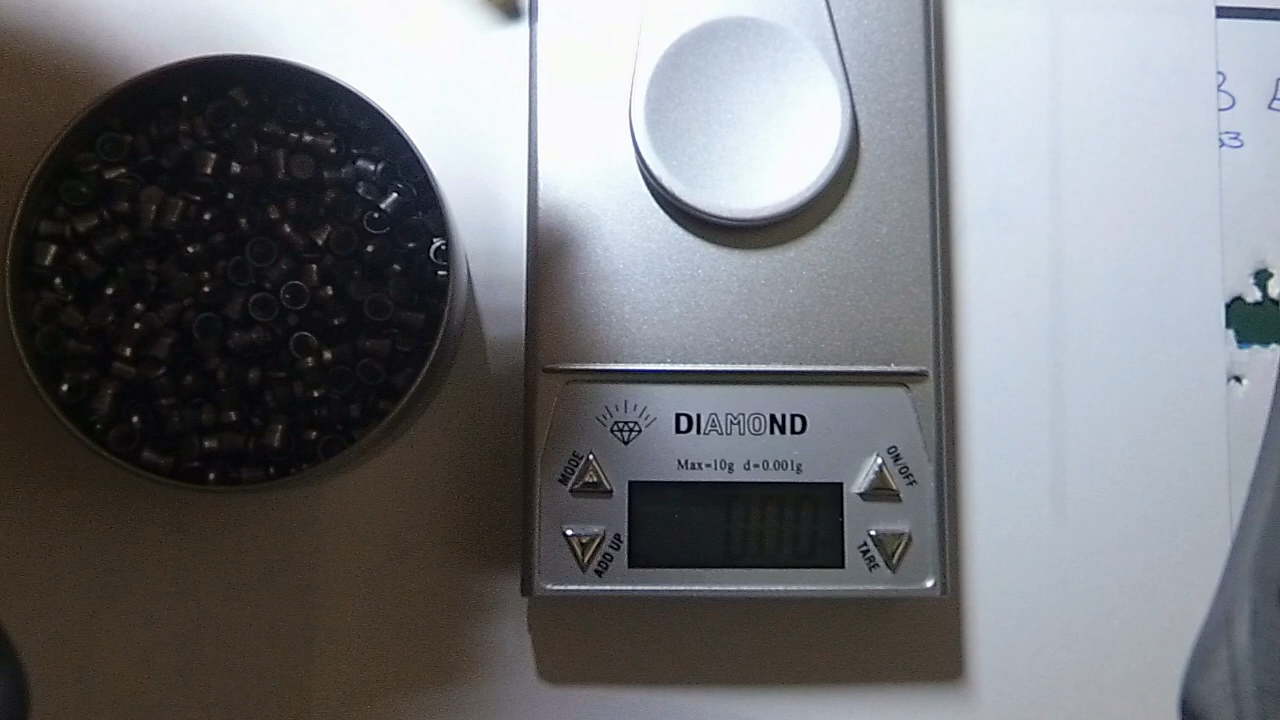 DIAMOND
Max=10g d=0.001g
MODE
ON/OFF
ADD UP
TARE